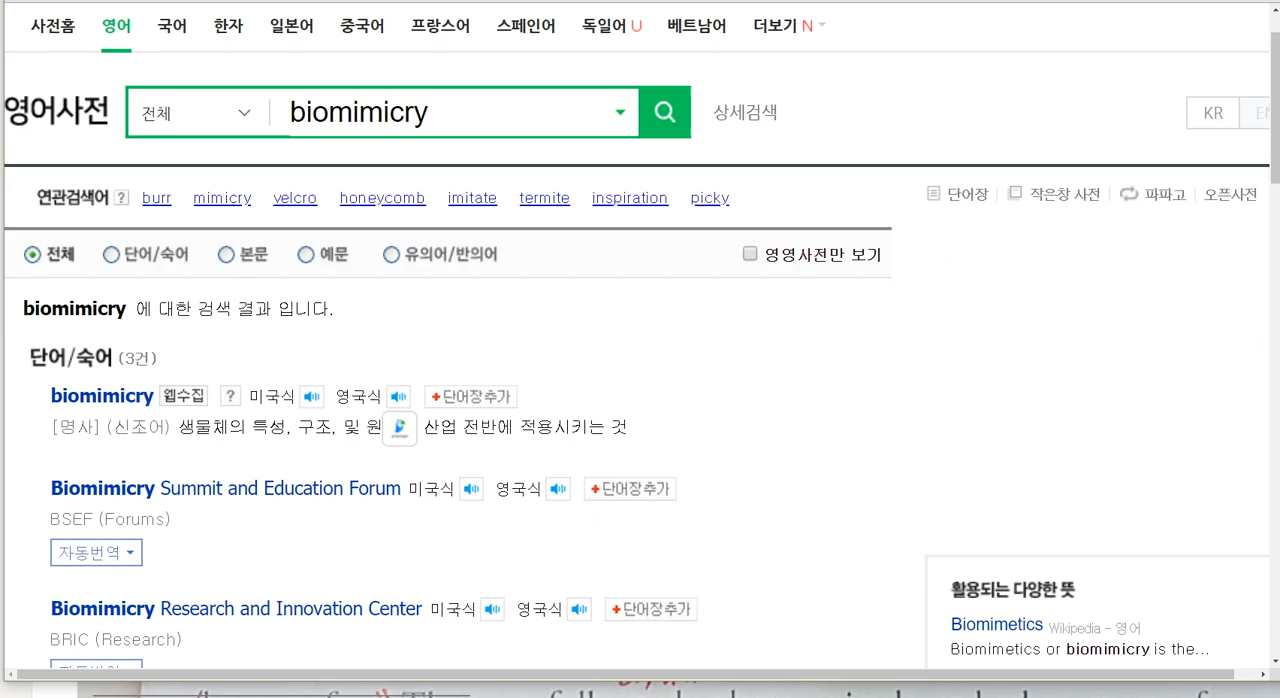 사전홈 영어 국어 한자 일본어 중국어 프랑스어 스페인어 독일어 U 베트남어 더보기 N
영어사전 전체 biomimicry 상세검색 KR
연관검색어 ? burr mimicry velcro honeycomb imitate termite inspiration picky 단어장 작은창 사전 파파고 오픈사전
전체 단어/숙어 본문 예문 유의어/반의어 영영사전만 보기
biomimicry 에 대한 검색 결과 입니다.
단어/숙어 (3건)
biomimicry 웹수집 ? 미국식 영국식 +단어장추가
[명사] (신조어) 생물체의 특성, 구조, 및 원 산업 전반에 적용시키는 것
Biomimicry Summit and Education Forum 미국식 영국식 +단어장추가
BSEF (Forums)
자동번역
Biomimicry Research and Innovation Center 미국식 영국식 +단어장추가
BRIC (Research)
활용되는 다양한 뜻
Biomimetics Wikipedia - 영어
Biomimetics or biomimicry is the...